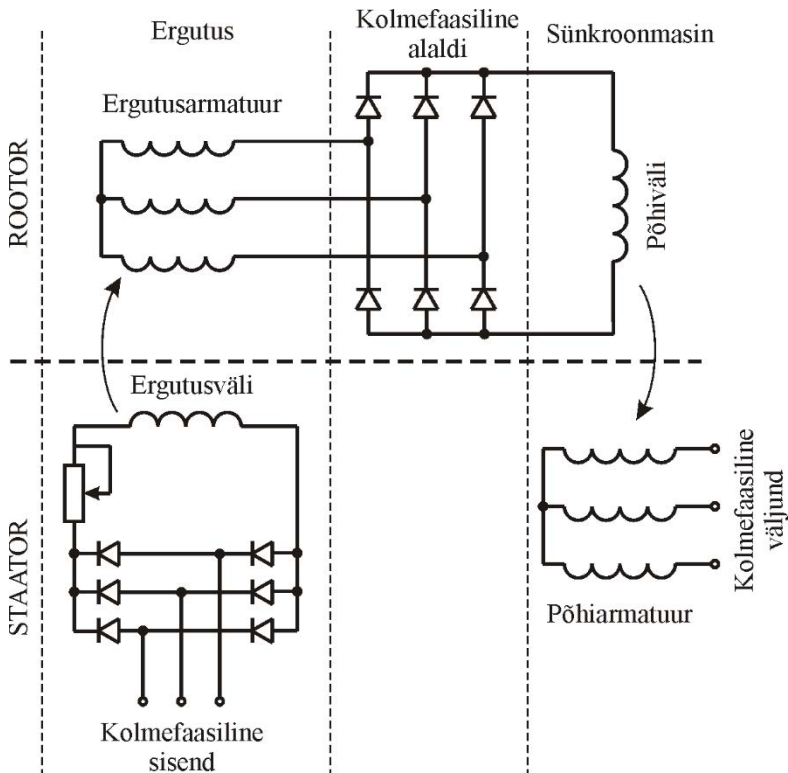 Ergutus
Kolmefaasiline
alaldi
Sünkroonmasin
ROOTOR
Ergutusarmatuur
Põhiväli
STAATOR
Ergutusväli
Kolmefaasiline
sisend
Põhiarmatuur
Kolmefaasiline
väljund